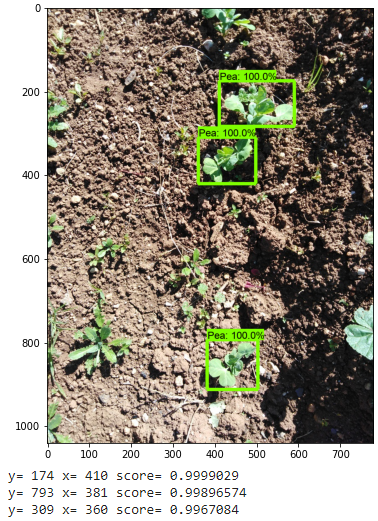 0
200
Pea: 100.0%
Pea: 100.0%
400
600
800
Pea: 100.0%
1000
0 100 200 300 400 500 600 700
y= 174 x= 410 score= 0.9999029
y= 793 x= 381 score= 0.99896574
y= 309 x= 360 score= 0.9967084